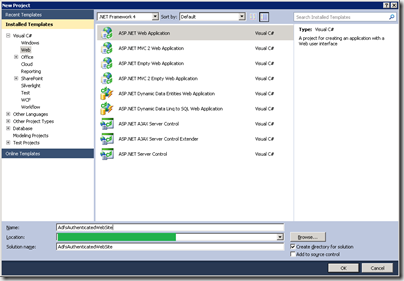 New Project
Recent Templates
Installed Templates
Visual C#
Windows
Web
Office
Cloud
Reporting
SharePoint
Silverlight
Test
WCF
Workflow
Other Languages
Other Project Types
Database
Modeling Projects
Test Projects
Online Templates
.NET Framework 4
Sort by: Default
ASP.NET Web Application Visual C#
ASP.NET MVC 2 Web Application Visual C#
ASP.NET Empty Web Application Visual C#
ASP.NET MVC 2 Empty Web Application Visual C#
ASP.NET Dynamic Data Entities Web Application Visual C#
ASP.NET Dynamic Data Linq to SQL Web Application Visual C#
ASP.NET AJAX Server Control Visual C#
ASP.NET AJAX Server Control Extender Visual C#
ASP.NET Server Control Visual C#
Search Installed Templates
Type: Visual C#
A project for creating an application with a Web user interface
Name: AdfsAuthenticatedWebSite
Location:
Browse...
Solution name: AdfsAuthenticatedWebSite
Create directory for solution
Add to source control
OK
Cancel